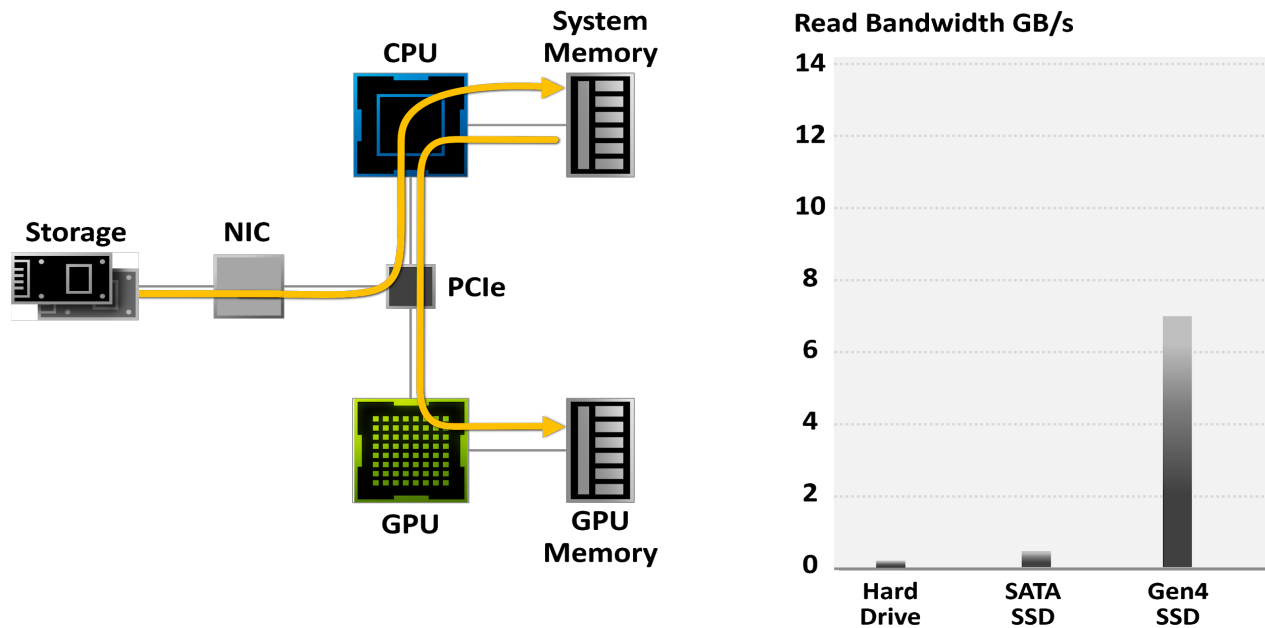 System
Memory
CPU
Storage
NIC
PCIe
GPU
GPU
Memory
Read Bandwidth GB/s
14
12
10
8
6
4
2
0
Hard
Drive
SATA
SSD
Gen4
SSD